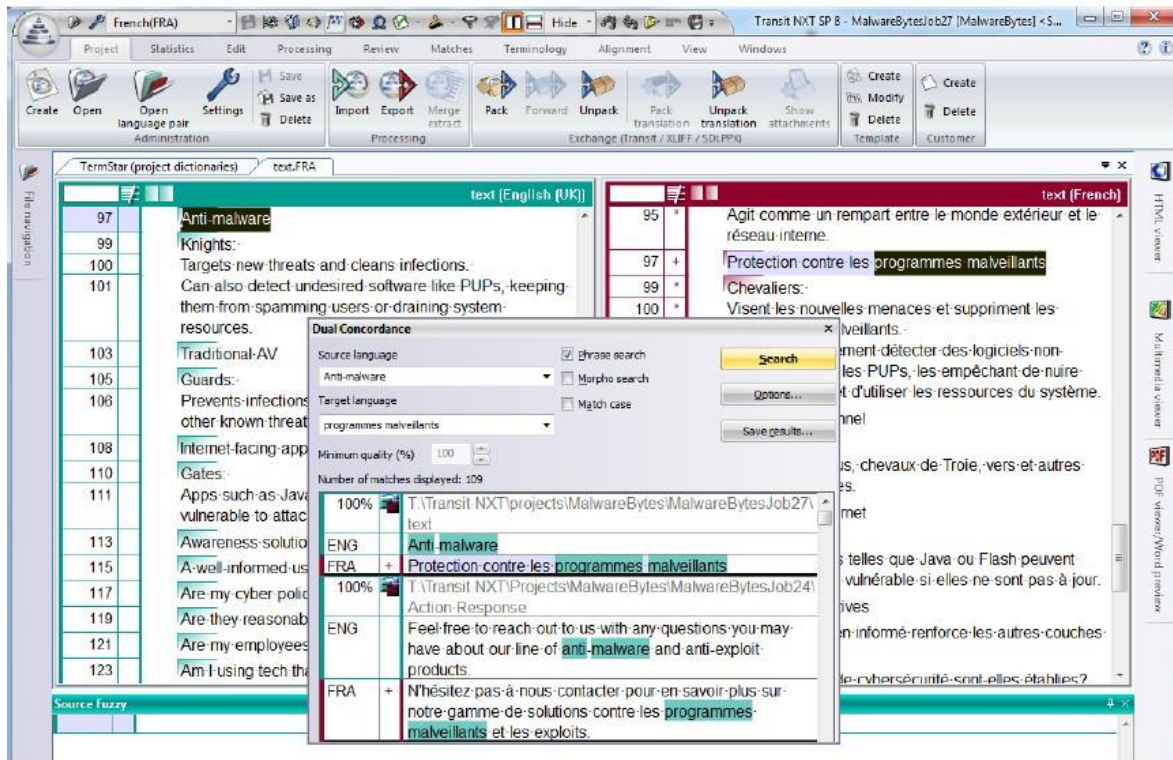 French(FRA)
Hide
Transit NXT SP 8 - MalwareBytesJob27 [MalwareBytes] <S...
Project Statistics Edit Processing Review Matches Terminology Alignment View Windows
Create
Open
Open language pair
Settings
Save
Save as
Delete
Import
Export
Merge extract
Pack
Forward
Unpack
Pack translation
Unpack translation
Show attachments
Create
Modify
Delete
Create
Delete
Administration
Processing
Exchange (Transit / XLIFF / SDLPPX)
Template
Customer
TermStar (project dictionaries)
text.FRA
File navigation
text (English (UK))
97 Anti-malware
99 Knights:
100 Targets new threats and cleans infections.
101 Can also detect undesired software like PUPs, keeping
them from spamming users or draining system
resources.
103 Traditional AV
105 Guards:
106 Prevents infections
other known threat
108 Internet-facing app
110 Gates:
111 Apps such as Java
vulnerable to attac
113 Awareness solutio
115 A well-informed us
117 Are my cyber polic
119 Are they reasonab
121 Are my employees
123 Am I using tech tha
text (French)
95 * Agit comme un rempart entre le monde extérieur et le
réseau interne.
97 + Protection contre les programmes malveillants
99 * Chevaliers:
100 * Visent les nouvelles menaces et suppriment les
lveillants.
ement détecter des logiciels non-
les PUPs, les empêchant de nuire
et d'utiliser les ressources du système.
nnel
us, chevaux de Troie, vers et autres
es.
rnet
s telles que Java ou Flash peuvent
vulnérable si elles ne sont pas à jour.
tives
en informé renforce les autres couches
de cybersécurité sont-elles établies?
Dual Concordance
Source language
Anti-malware
Target language
programmes malveillants
Minimum quality (%) 100
Number of matches displayed: 109
Phrase search
Morpho search
Match case
Search
Options...
Save results...
100% T:\Transit NXT\projects\MalwareBytes\MalwareBytesJob27\
text
ENG Anti-malware
FRA + Protection contre les programmes malveillants
100% T:\Transit NXT\Projects\MalwareBytes\MalwareBytesJob24\
Action Response
ENG Feel free to reach out to us with any questions you may
have about our line of anti-malware and anti-exploit
products.
FRA + N'hésitez pas à nous contacter pour en savoir plus sur
notre gamme de solutions contre les programmes
malveillants et les exploits.
HTML viewer
Multimedia viewer
PDF
PDF viewer/Word preview
Source fuzzy